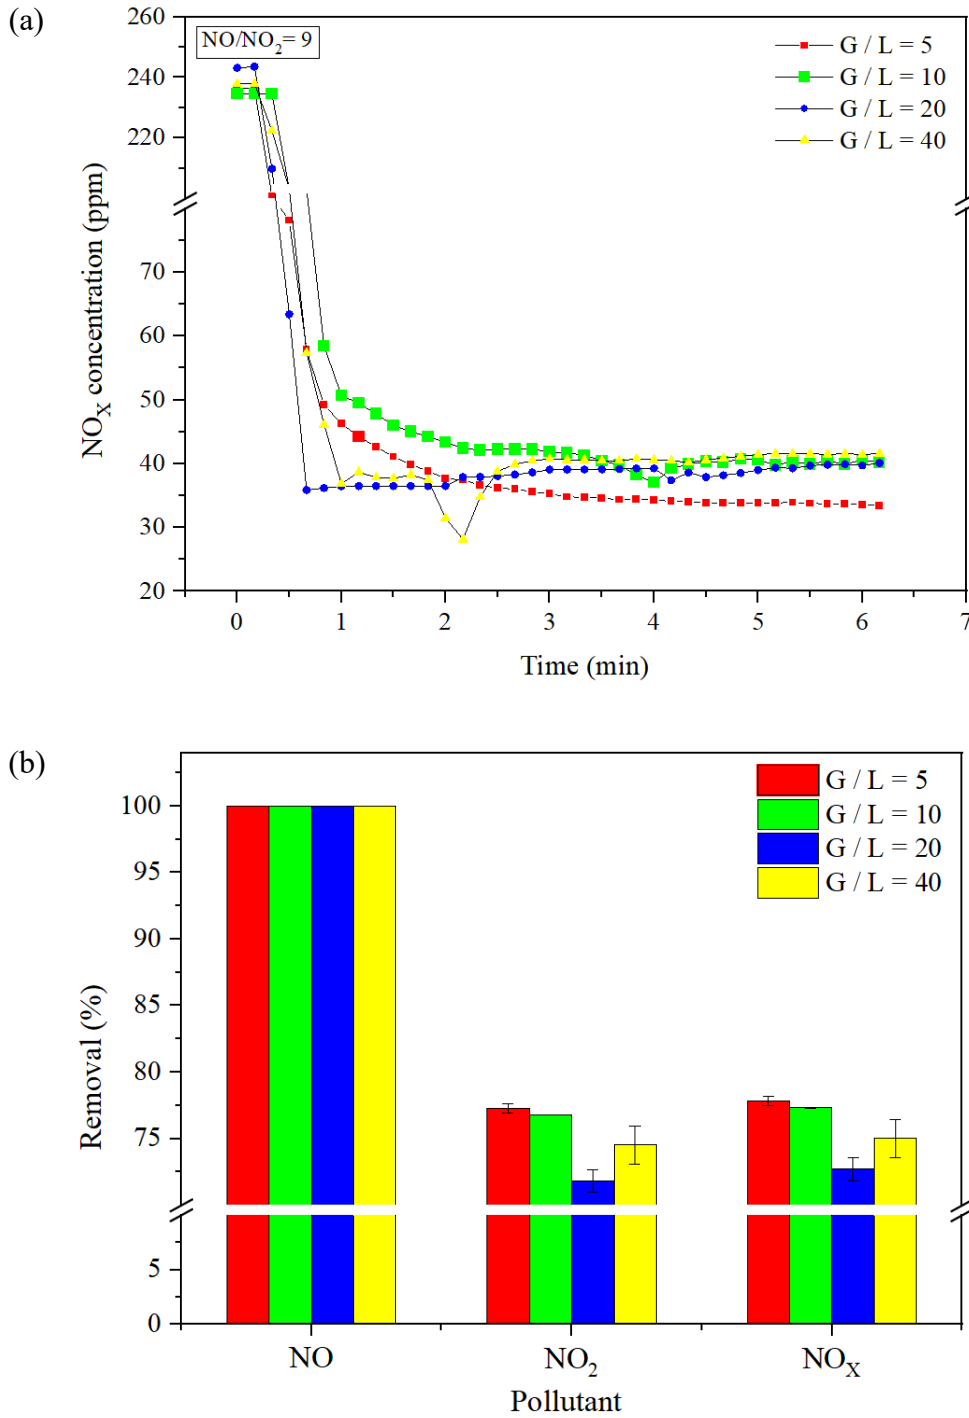 (a)
NO/NO₂= 9
G / L = 5
G / L = 10
G / L = 20
G / L = 40
NOX concentration (ppm)
260
240
220
70
60
50
40
30
20
0 1 2 3 4 5 6 7
Time (min)
(b)
G / L = 5
G / L = 10
G / L = 20
G / L = 40
Removal (%)
100
95
90
85
80
75
5
0
NO NO₂ NOX
Pollutant